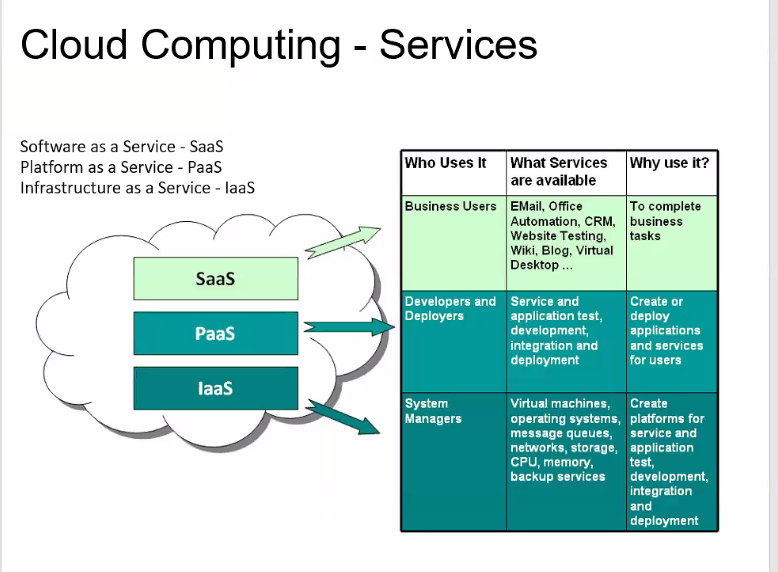 Cloud Computing - Services
Software as a Service - SaaS
Platform as a Service - PaaS
Infrastructure as a Service - IaaS
SaaS
PaaS
IaaS
Who Uses It
What Services
are available
Why use it?
Business Users
EMail, Office
Automation, CRM,
Website Testing,
Wiki, Blog, Virtual
Desktop ...
To complete
business
tasks
Developers and
Deployers
Service and
application test,
development,
integration and
deployment
Create or
deploy
applications
and services
for users
System
Managers
Virtual machines,
operating systems,
message queues,
networks, storage,
CPU, memory,
backup services
Create
platforms for
service and
application
test,
development,
integration
and
deployment